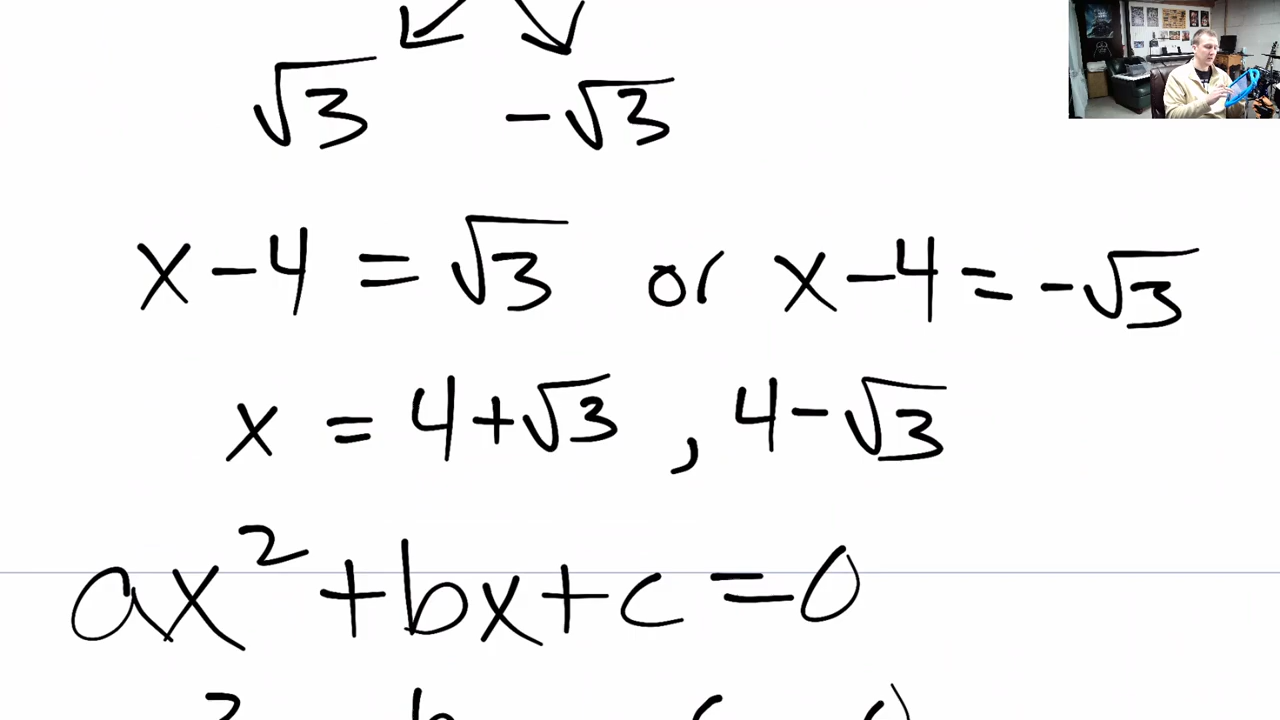 √3 -√3
x-4 = √3 or x-4 = -√3
x = 4+√3 , 4-√3
ax² + bx + c = 0